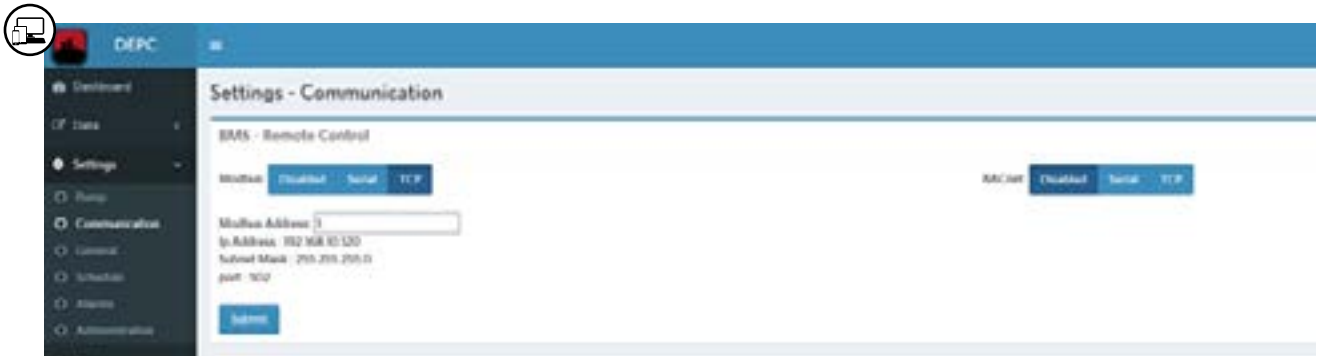 DEPC
Dashboard
Data
Settings
Pump
Communication
General
Schedule
Alarms
Administration
Settings - Communication
BMS - Remote Control
Modbus Disabled Serial TCP
BACnet Disabled Serial TCP
Modbus Address:
Ip Address : 192.168.10.120
Subnet Mask : 255.255.255.0
port : 502
Submit